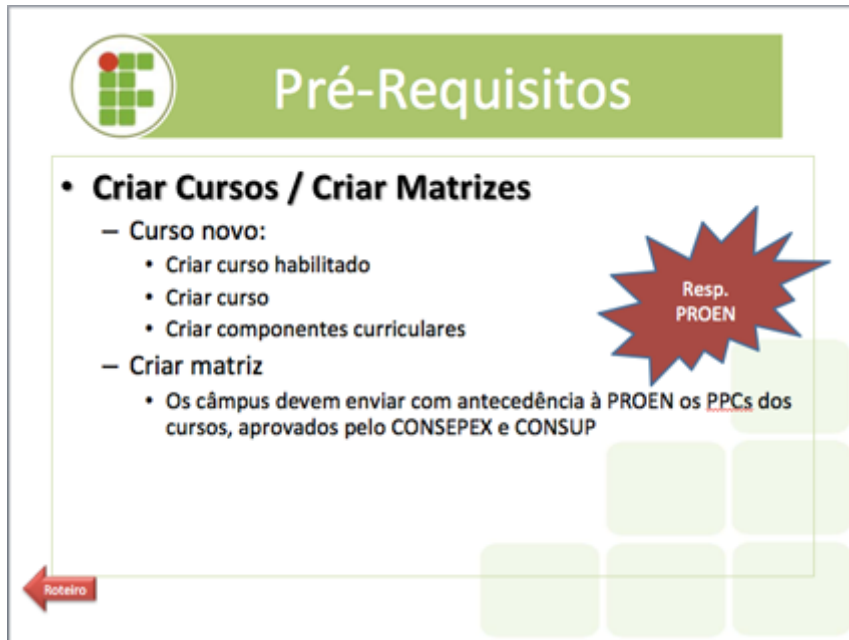 Pré-Requisitos
• Criar Cursos / Criar Matrizes
– Curso novo:
• Criar curso habilitado
• Criar curso
• Criar componentes curriculares
– Criar matriz
• Os câmpus devem enviar com antecedência à PROEN os PPCs dos
cursos, aprovados pelo CONSEPEX e CONSUP
Resp.
PROEN
Roteiro